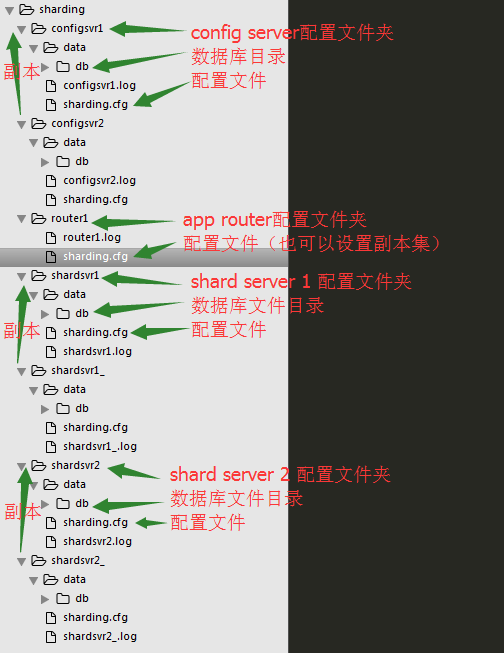 sharding
configsvr1 config server配置文件夹
data 数据库目录
副本 db
configsvr1.log 配置文件
sharding.cfg
configsvr2
data
db
configsvr2.log
sharding.cfg
router1 app router配置文件夹
router1.log 配置文件（也可以设置副本集）
sharding.cfg
shardsvr1 shard server 1 配置文件夹
data 数据库文件目录
db
副本 sharding.cfg 配置文件
shardsvr1.log
shardsvr1_
data
db
sharding.cfg
shardsvr1_.log
shardsvr2 shard server 2 配置文件夹
data 数据库文件目录
db
副本 sharding.cfg 配置文件
shardsvr2.log
shardsvr2_
data
db
sharding.cfg
shardsvr2_.log